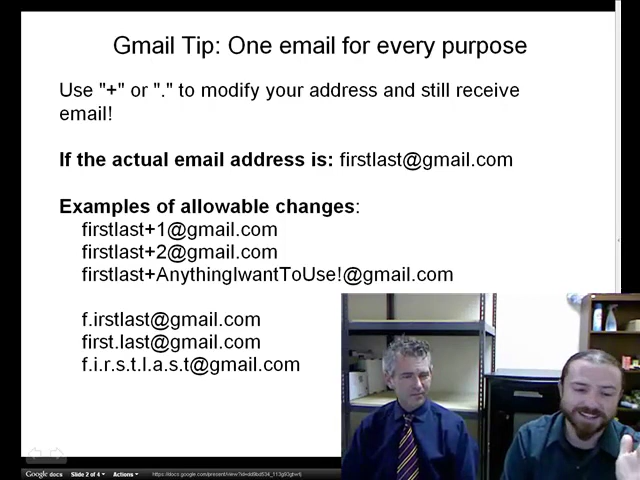 Gmail Tip: One email for every purpose
Use "+" or "." to modify your address and still receive
email!
If the actual email address is: firstlast@gmail.com
Examples of allowable changes:
firstlast+1@gmail.com
firstlast+2@gmail.com
firstlast+AnythingIwantToUse!@gmail.com
f.irstlast@gmail.com
first.last@gmail.com
f.i.r.s.t.l.a.s.t@gmail.com
Google docs Slide 2 of 4 Actions